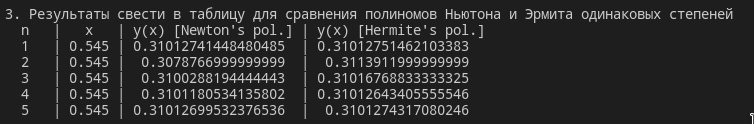 3. Результаты свести в таблицу для сравнения полиномов Ньютона и Эрмита одинаковых степеней
n | x | y(x) [Newton's pol.] | y(x) [Hermite's pol.]
1 | 0.545 | 0.31012741448480485 | 0.31012751462103383
2 | 0.545 | 0.3078766999999999 | 0.3113911999999999
3 | 0.545 | 0.3100288194444443 | 0.31016768833333325
4 | 0.545 | 0.3101180534135802 | 0.31012643405555546
5 | 0.545 | 0.31012699532376536 | 0.3101274317080246